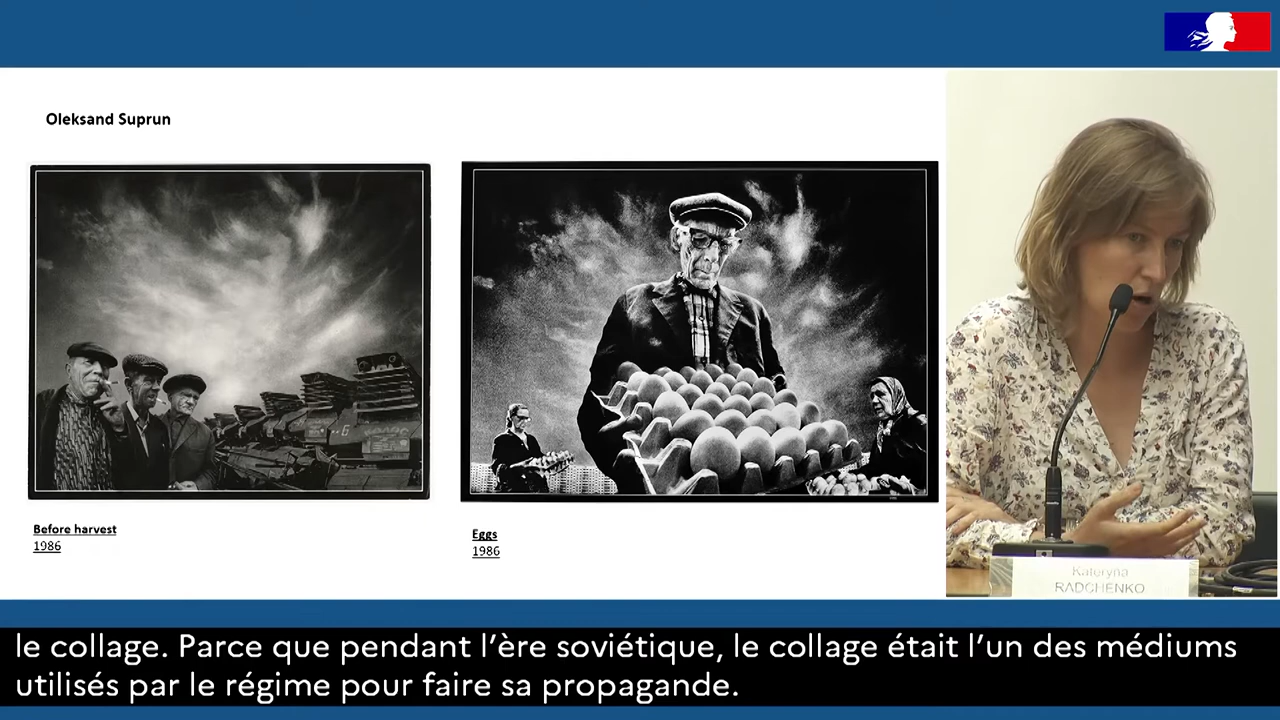 Oleksand Suprun
Before harvest
1986
Eggs
1986
Kateryna
RADCHENKO
le collage. Parce que pendant l'ère soviétique, le collage était l'un des médiums
utilisés par le régime pour faire sa propagande.